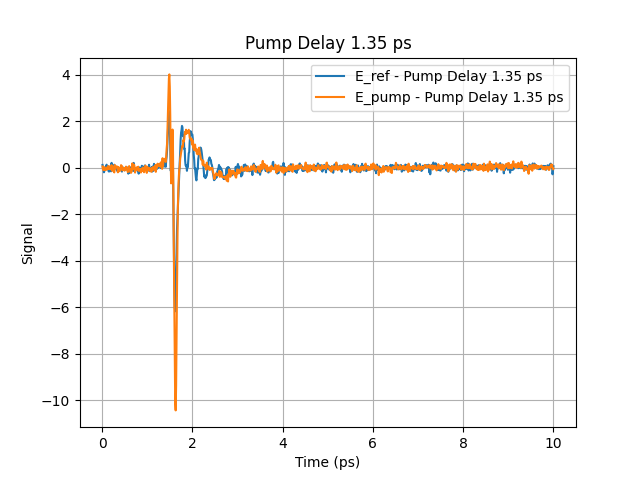 Pump Delay 1.35 ps
E_ref - Pump Delay 1.35 ps
E_pump - Pump Delay 1.35 ps
4
2
0
−2
−4
−6
−8
−10
Signal
0 2 4 6 8 10
Time (ps)